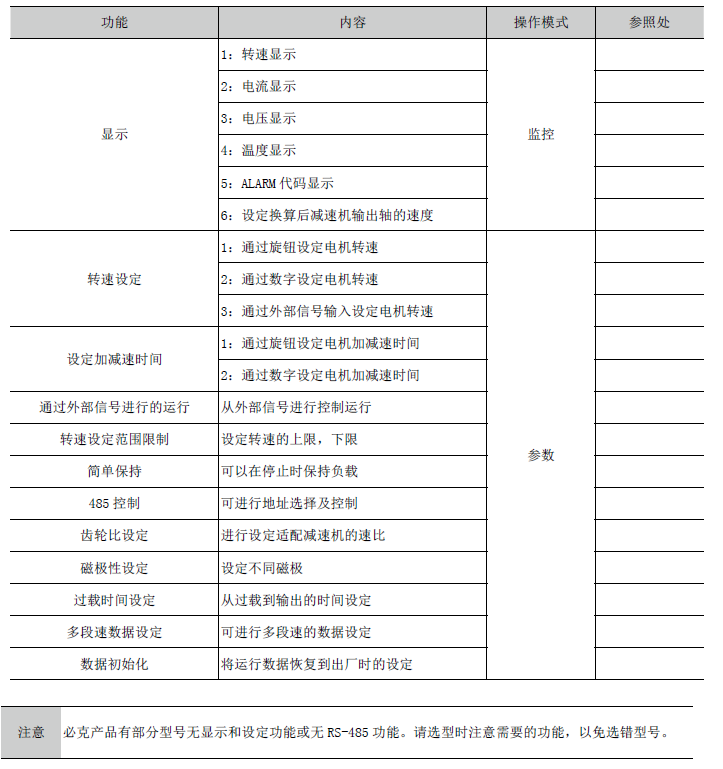 功能 内容 操作模式 参照处
1: 转速显示
2: 电流显示
3: 电压显示
显示 监控
4: 温度显示
5: ALARM 代码显示
6: 设定换算后减速机输出轴的速度
1: 通过旋钮设定电机转速
转速设定 2: 通过数字设定电机转速
3: 通过外部信号输入设定电机转速
1: 通过旋钮设定电机加减速时间
设定加减速时间
2: 通过数字设定电机加减速时间
通过外部信号进行的运行 从外部信号进行控制运行
转速设定范围限制 设定转速的上限, 下限
参数
简单保持 可以在停止时保持负载
485 控制 可进行地址选择及控制
齿轮比设定 进行设定适配减速机的速比
磁极性设定 设定不同磁极
过载时间设定 从过载到输出的时间设定
多段速数据设定 可进行多段速的数据设定
数据初始化 将运行数据恢复到出厂时的设定
注意 必克产品有部分型号无显示和设定功能或无 RS-485 功能。请选型时注意需要的功能, 以免选错型号。